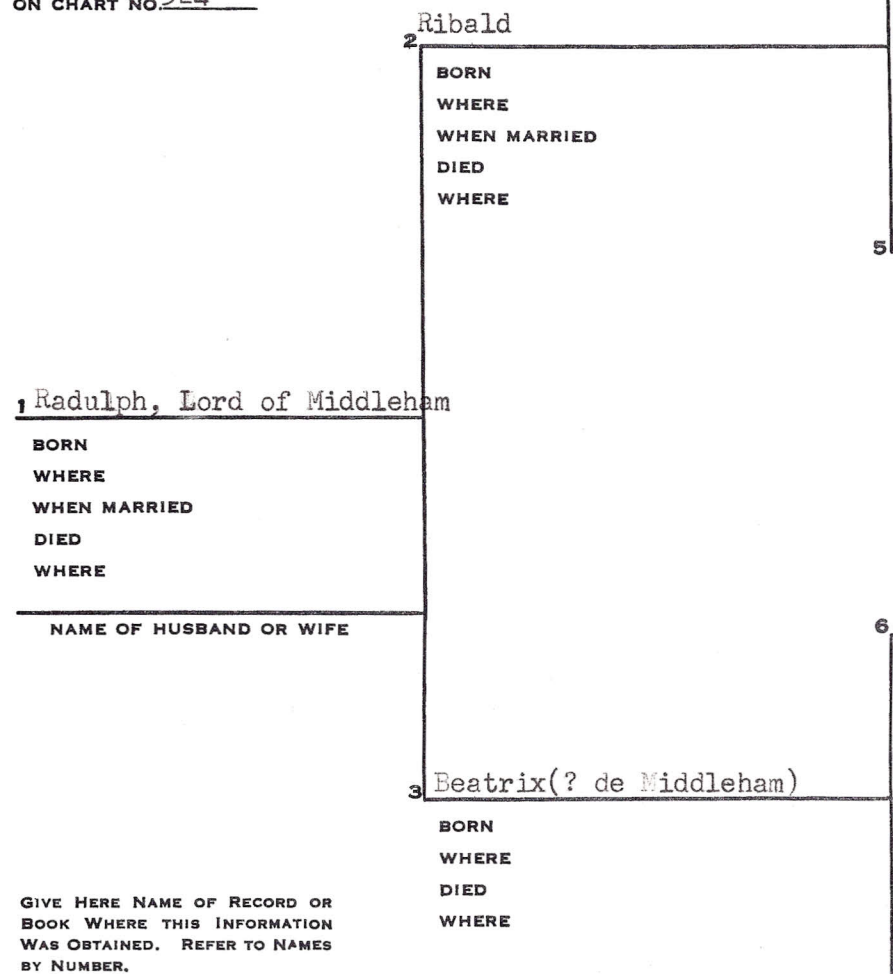 ON CHART NO.
2 Ribald
BORN
WHERE
WHEN MARRIED
DIED
WHERE
5
1 Radulph, Lord of Middleham
BORN
WHERE
WHEN MARRIED
DIED
WHERE
NAME OF HUSBAND OR WIFE
6
3 Beatrix(? de Middleham)
BORN
WHERE
DIED
WHERE
GIVE HERE NAME OF RECORD OR
BOOK WHERE THIS INFORMATION
WAS OBTAINED. REFER TO NAMES
BY NUMBER.